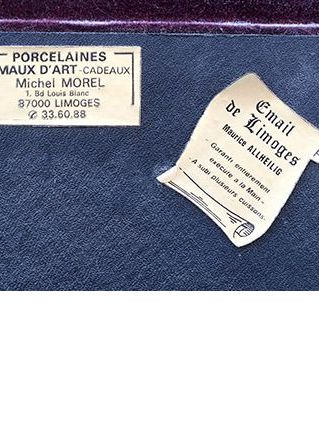 PORCELAINES
MAUX D'ART-CADEAUX
Michel MOREL
1. Bd Louis Blanc
87000 LIMOGES
✆ 33.60.88
Email
de Limoges
Maurice ALLHEILIG
- Garanti entièrement
exécuté à la Main -
- A subi plusieurs cuissons.